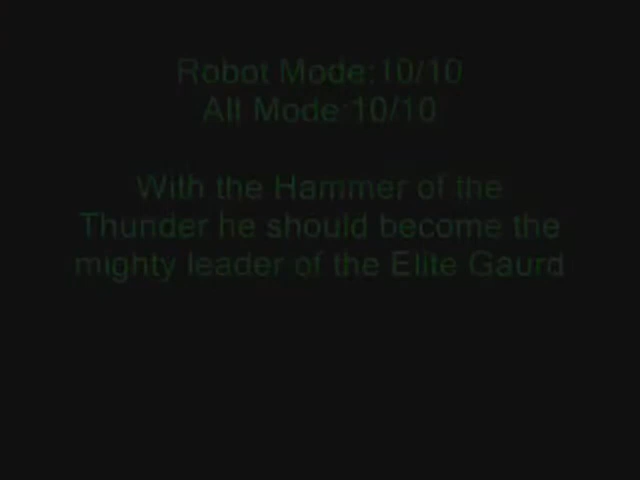 Robot Mode:10/10
Alt Mode:10/10
With the Hammer of the
Thunder he should become the
mighty leader of the Elite Gaurd